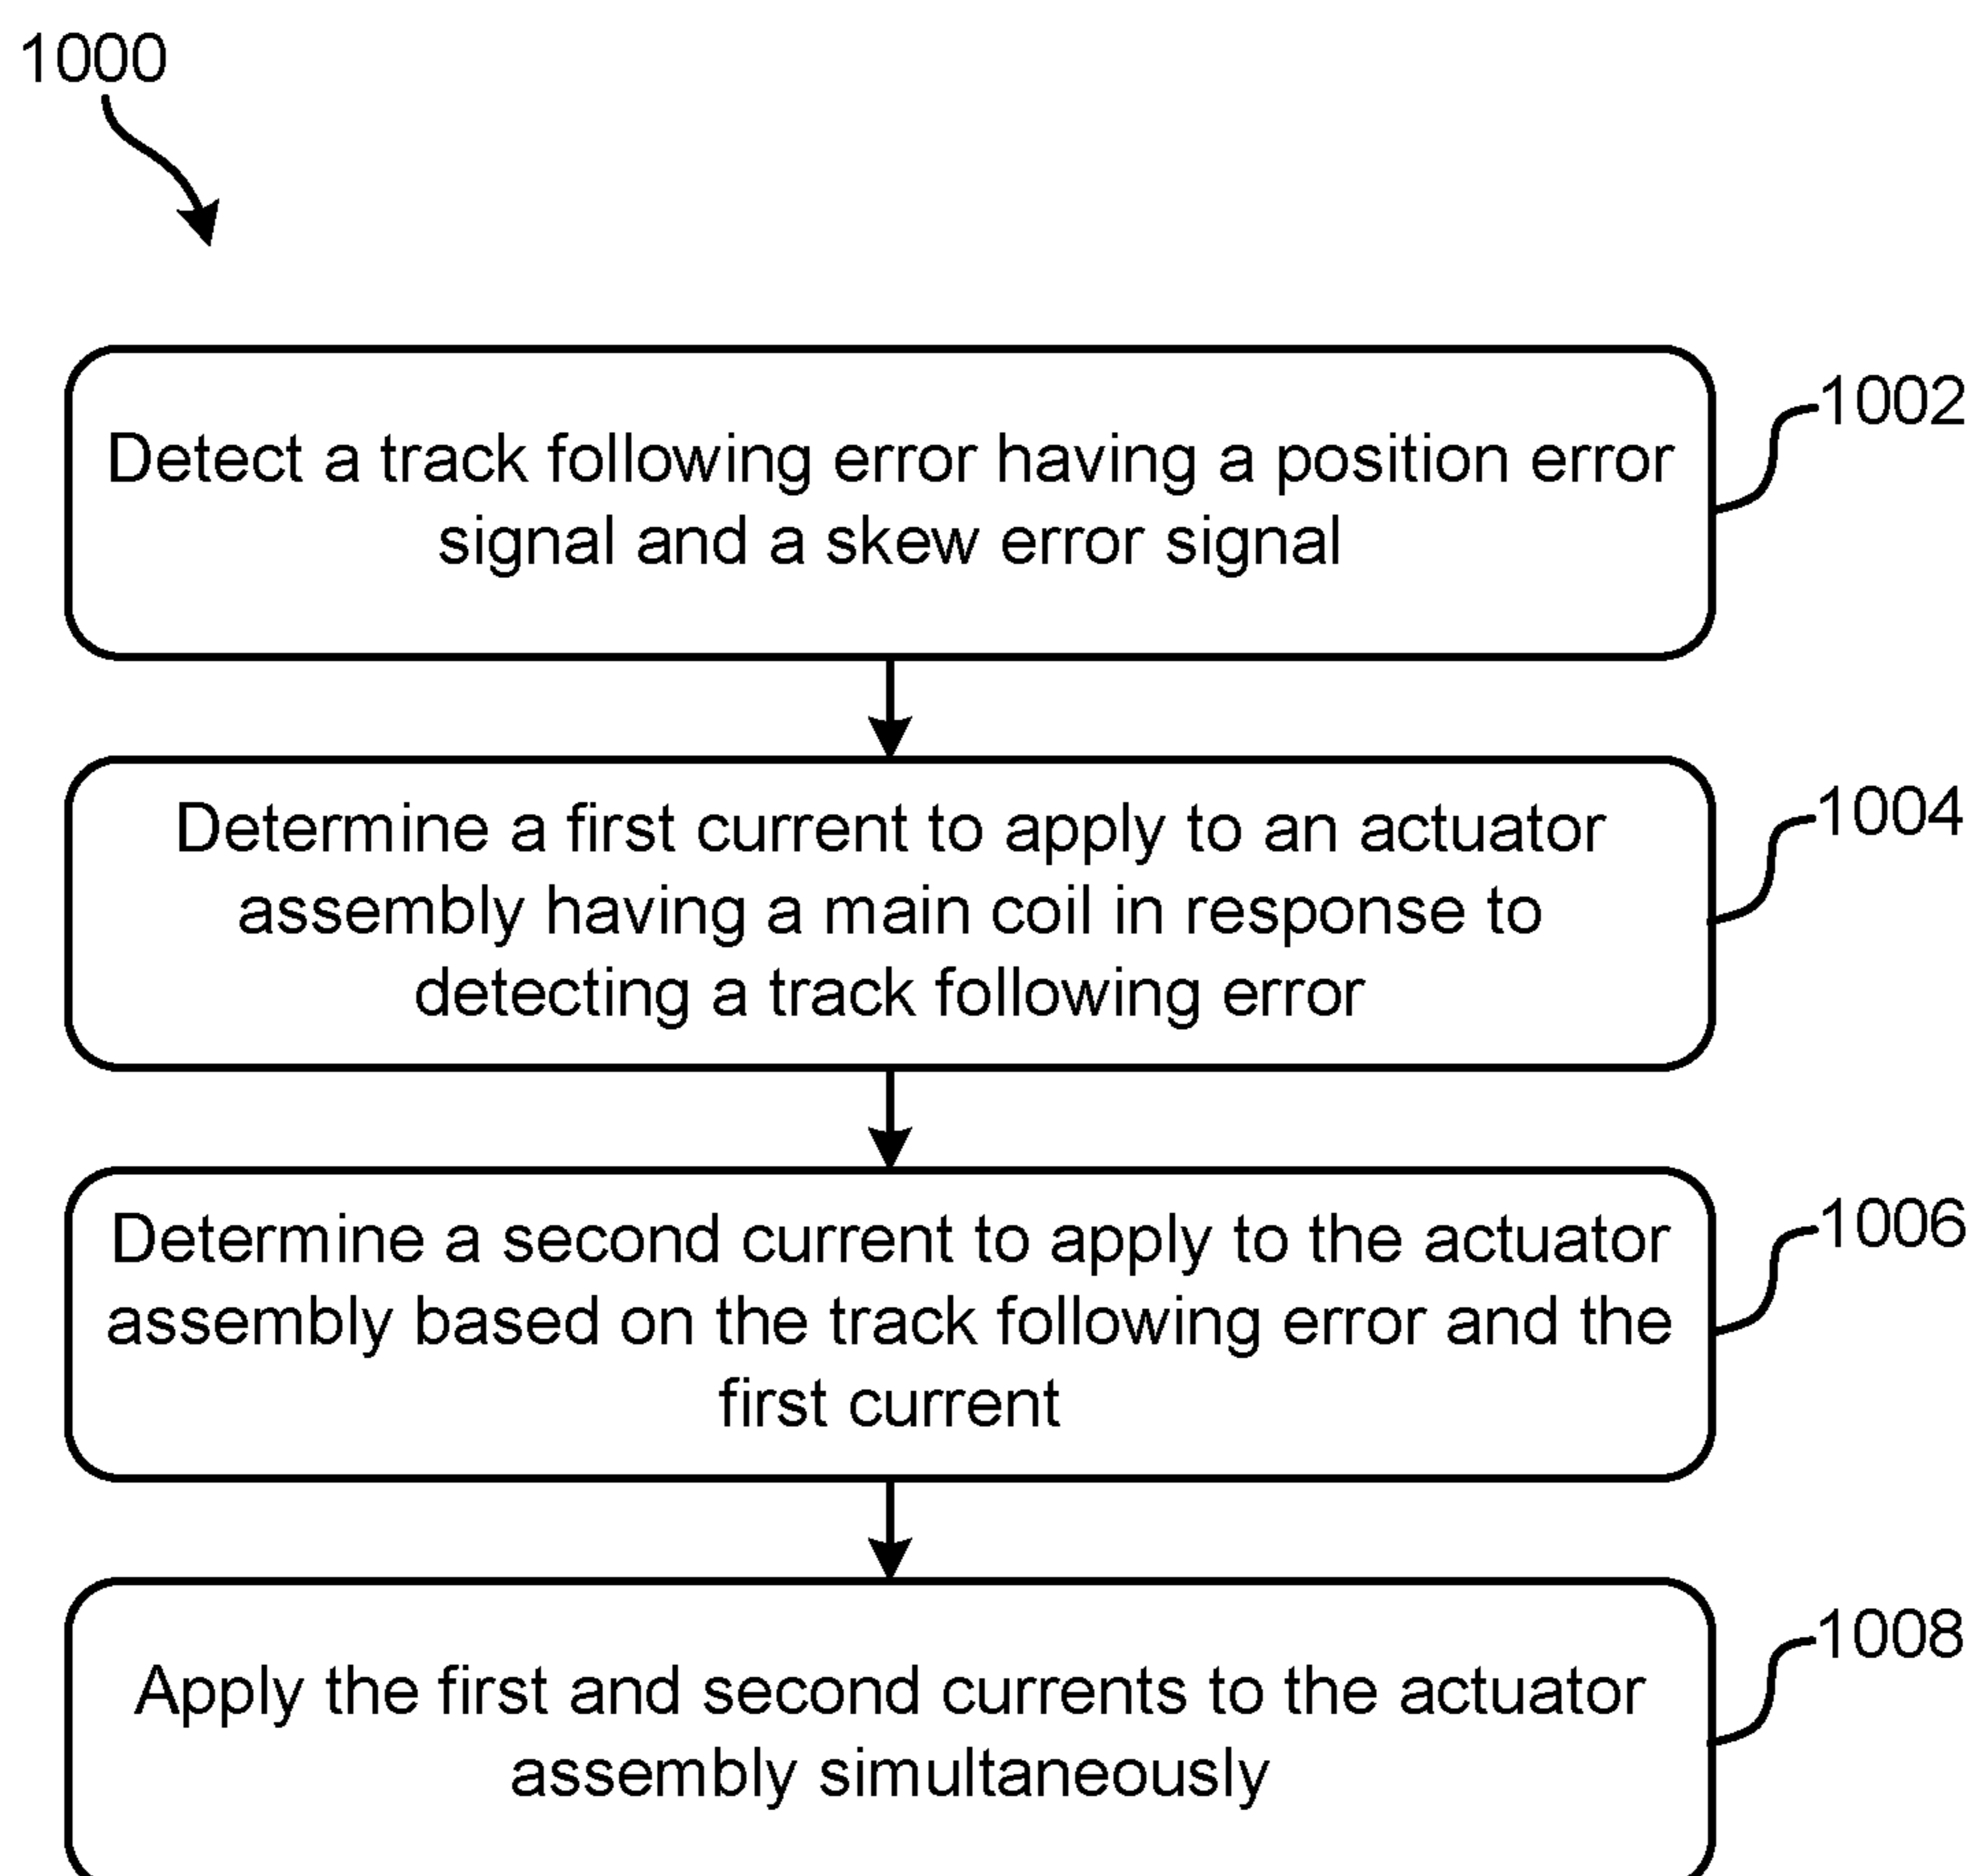 1000
Detect a track following error having a position error
signal and a skew error signal
1002
Determine a first current to apply to an actuator
assembly having a main coil in response to
detecting a track following error
1004
Determine a second current to apply to the actuator
assembly based on the track following error and the
first current
1006
Apply the first and second currents to the actuator
assembly simultaneously
1008